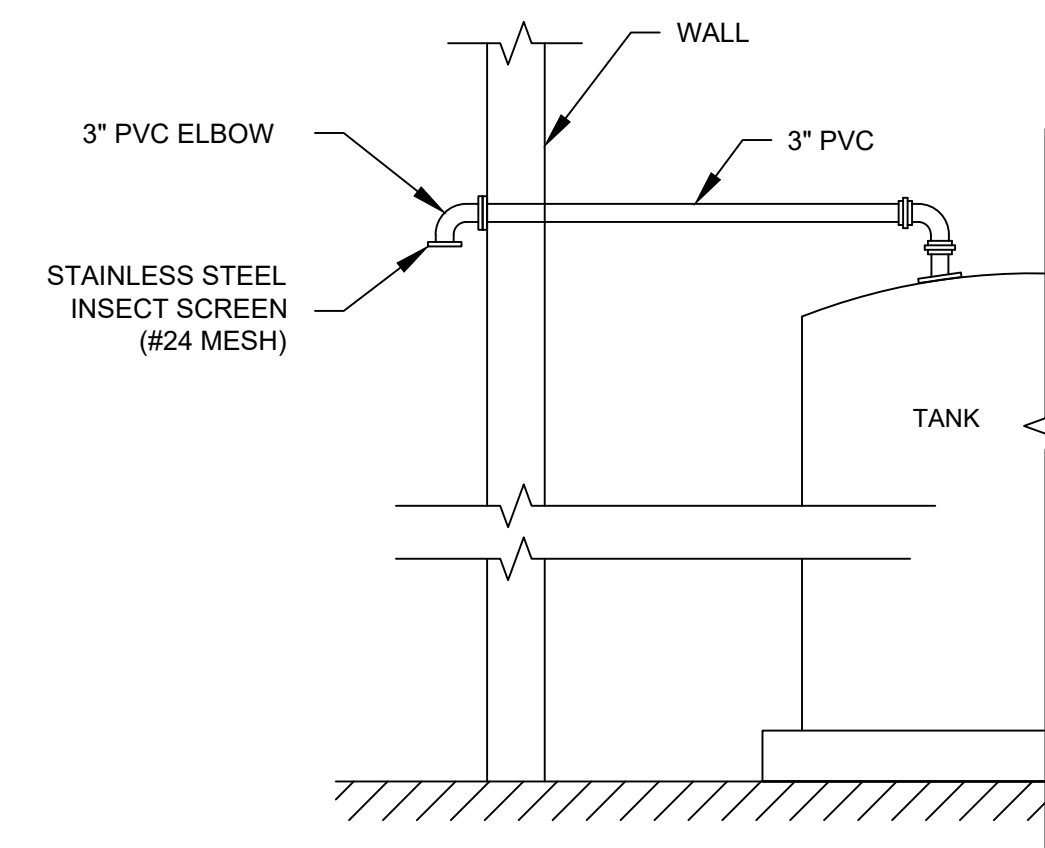 WALL
3" PVC ELBOW
3" PVC
STAINLESS STEEL
INSECT SCREEN
(#24 MESH)
TANK